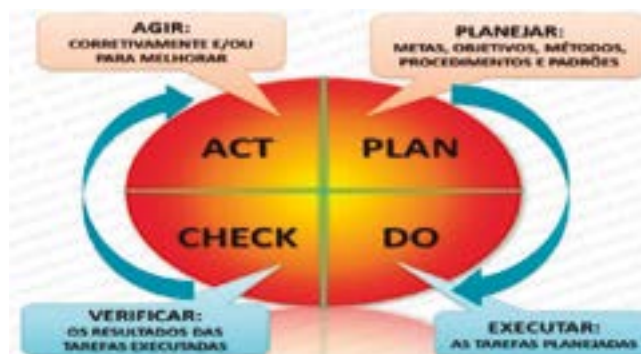 AGIR:
CORRETIVAMENTE E/OU
PARA MELHORAR
PLANEJAR:
METAS, OBJETIVOS, MÉTODOS,
PROCEDIMENTOS E PADRÕES
ACT
PLAN
CHECK
DO
VERIFICAR:
OS RESULTADOS DAS
TAREFAS EXECUTADAS
EXECUTAR:
AS TAREFAS PLANEJADAS